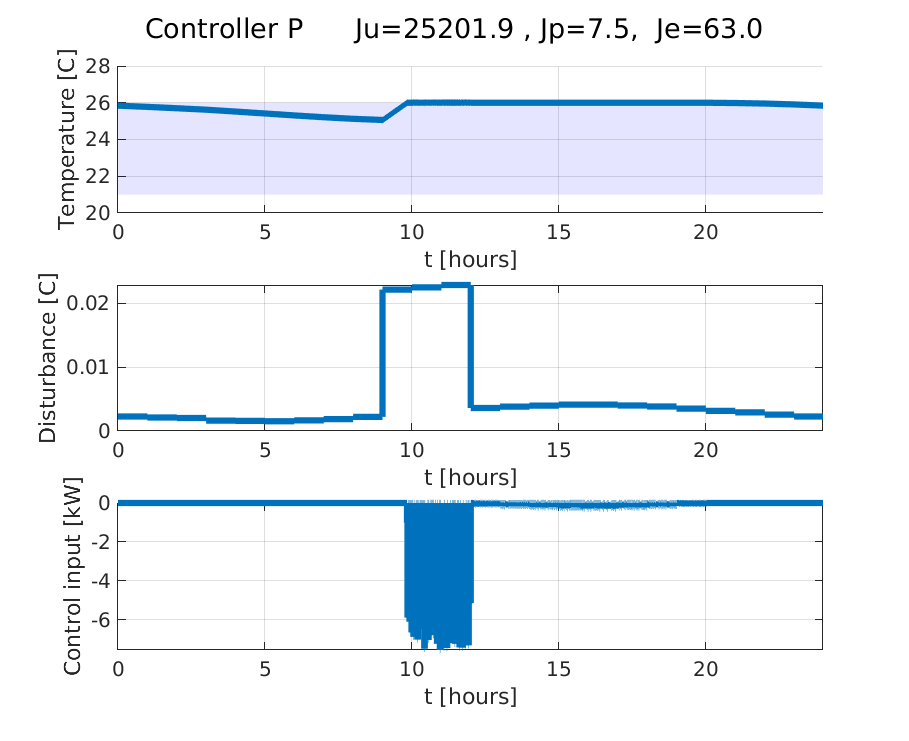 Controller P Ju=25201.9 , Jp=7.5, Je=63.0
Temperature [C]
28
26
24
22
20
0 5 10 15 20
t [hours]
Disturbance [C]
0.02
0.01
0
0 5 10 15 20
t [hours]
Control input [kW]
0
-2
-4
-6
0 5 10 15 20
t [hours]